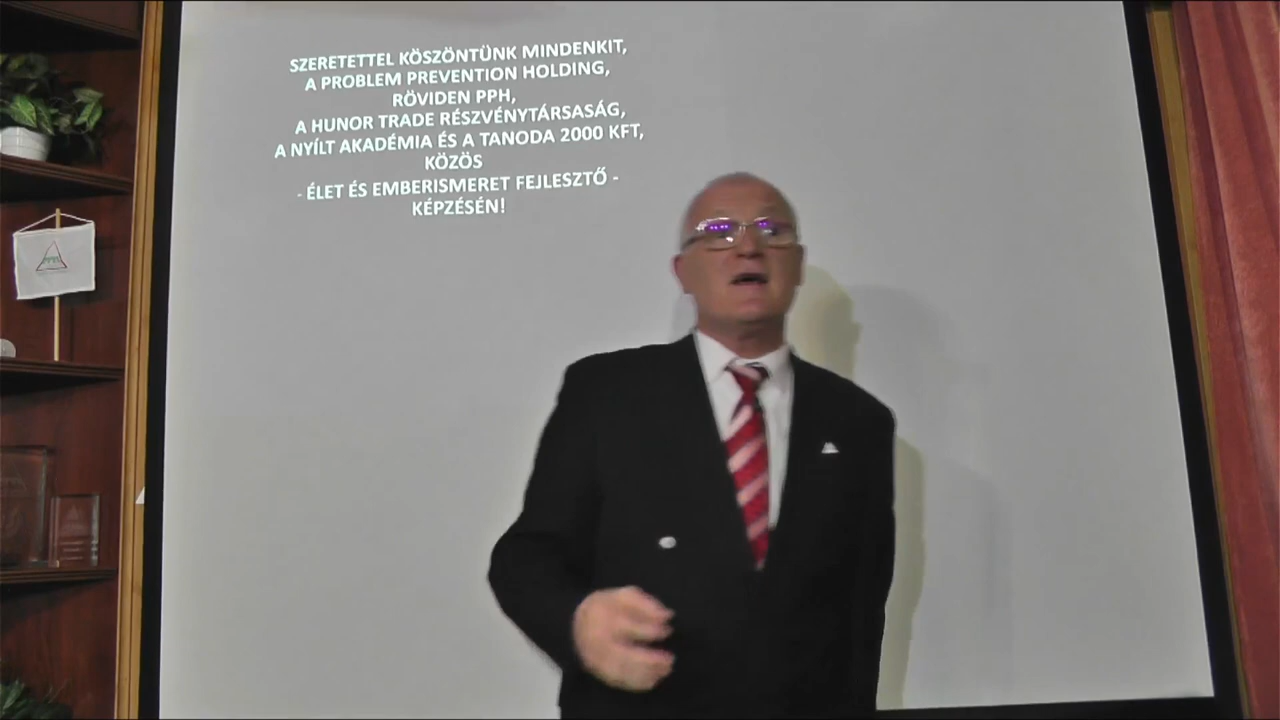 SZERETETTEL KÖSZÖNTÜNK MINDENKIT,
A PROBLEM PREVENTION HOLDING,
RÖVIDEN PPH,
A HUNOR TRADE RÉSZVÉNYTÁRSASÁG,
A NYÍLT AKADÉMIA ÉS A TANODA 2000 KFT,
KÖZÖS
- ÉLET ÉS EMBERISMERET FEJLESZTŐ -
KÉPZÉSÉN!